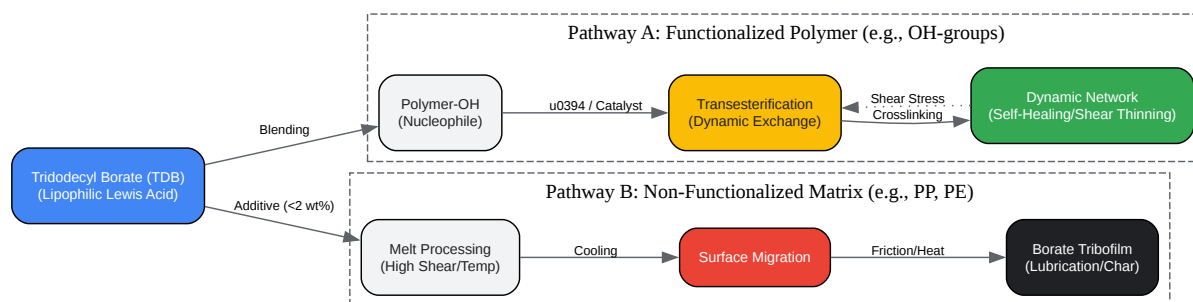 Pathway A: Functionalized Polymer (e.g., OH-groups)
Polymer-OH
(Nucleophile)
u0394 / Catalyst
Transesterification
(Dynamic Exchange)
Shear Stress
Crosslinking
Dynamic Network
(Self-Healing/Shear Thinning)
Blending
Tridodecyl Borate (TDB)
(Lipophilic Lewis Acid)
Additive (<2 wt%)
Pathway B: Non-Functionalized Matrix (e.g., PP, PE)
Melt Processing
(High Shear/Temp)
Cooling
Surface Migration
Friction/Heat
Borate Tribofilm
(Lubrication/Char)